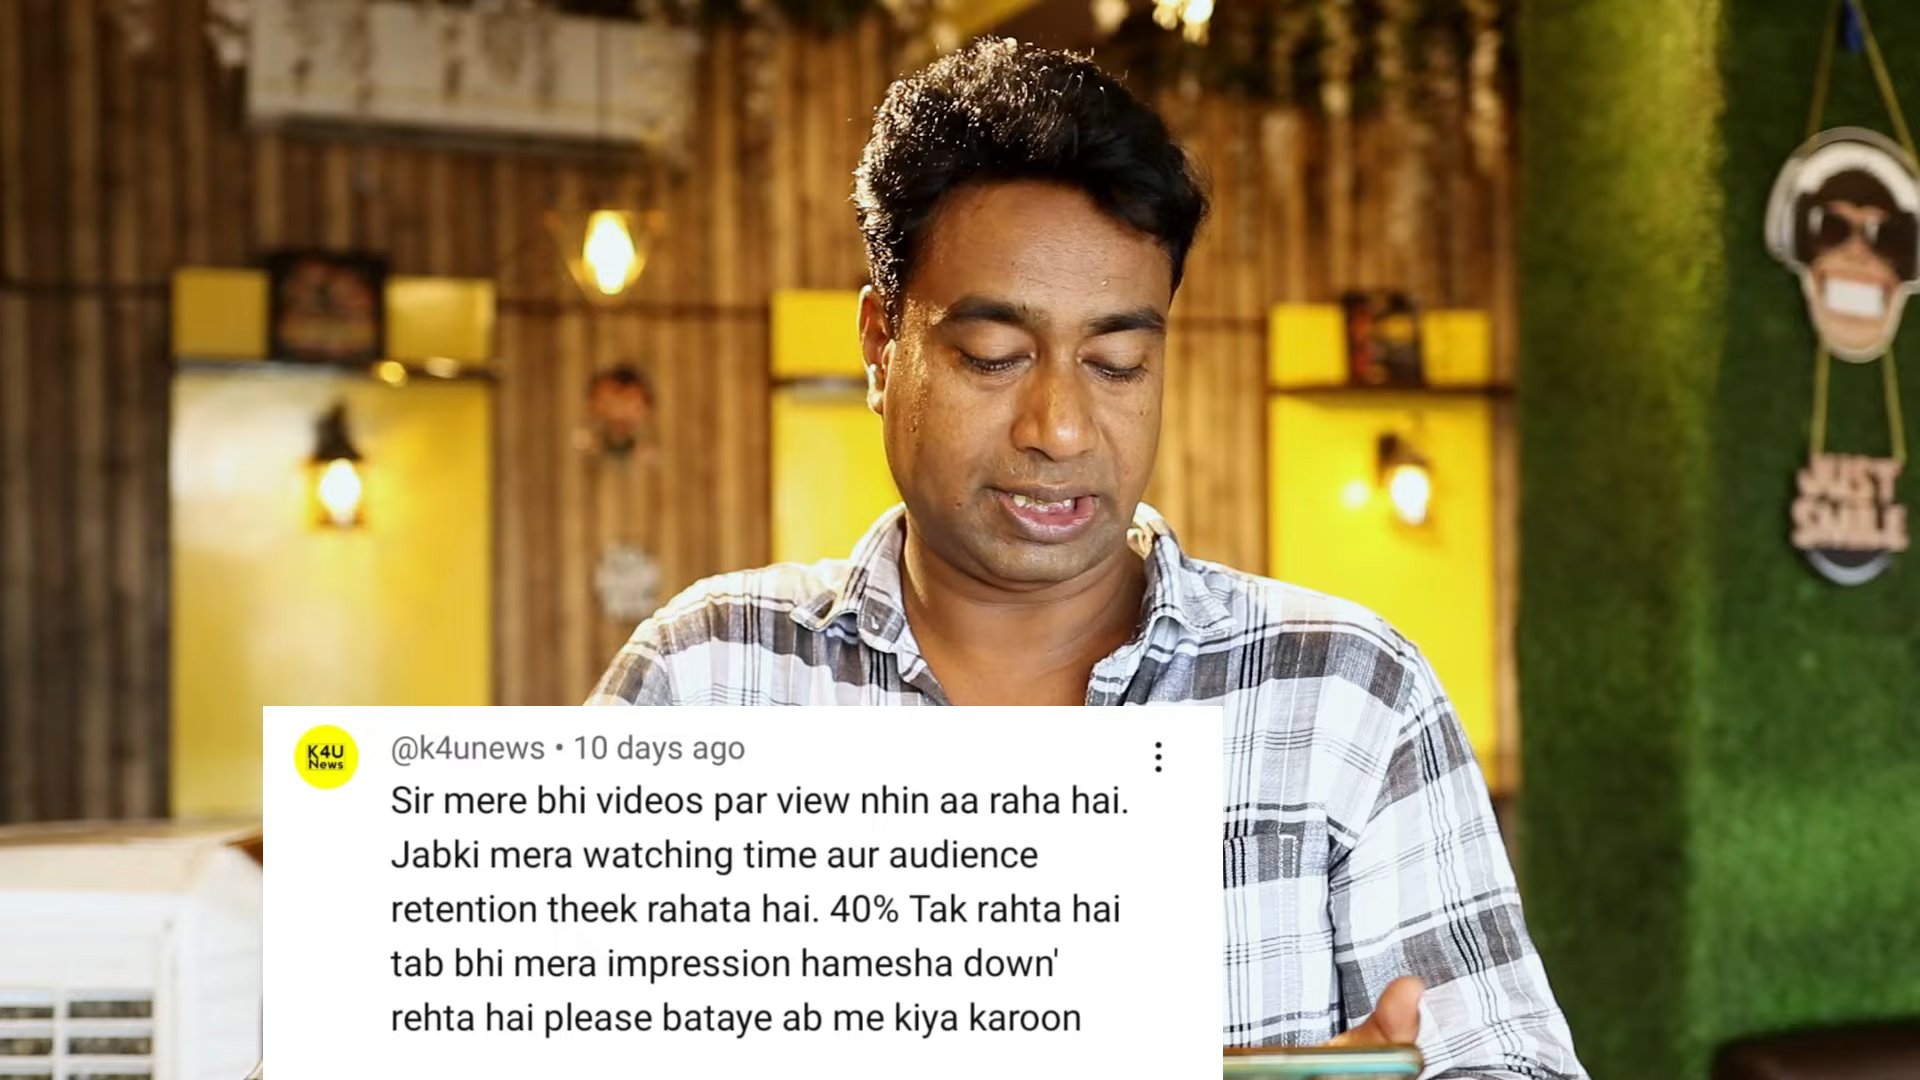 K4U
News
@k4unews • 10 days ago
Sir mere bhi videos par view nhin aa raha hai.
Jabki mera watching time aur audience
retention theek rahata hai. 40% Tak rahta hai
tab bhi mera impression hamesha down'
rehta hai please bataye ab me kiya karoon
JUST
SMILE